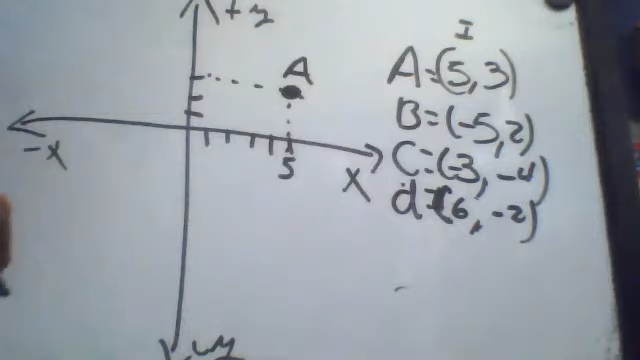 +y
I
A
A=(5,3)
B=(-5,2)
-x
5
x
C=(-3,-4)
d=(6,-2)
-y